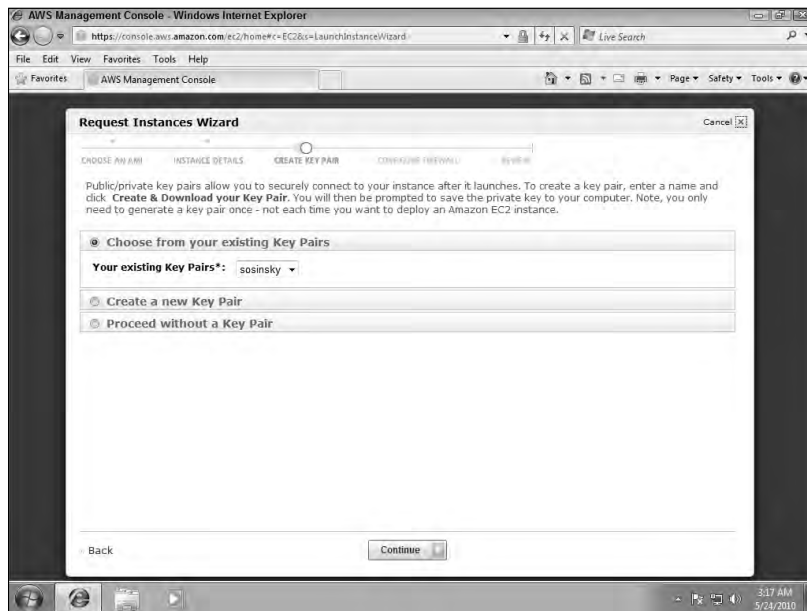 AWS Management Console - Windows Internet Explorer
https://console.aws.amazon.com/ec2/home#c=EC2&s=LaunchInstanceWizard
Live Search
File Edit View Favorites Tools Help
Favorites AWS Management Console Page Safety Tools
Request Instances Wizard Cancel
CHOOSE AN AMI INSTANCE DETAILS CREATE KEY PAIR CONFIGURE FIREWALL REVIEW
Public/private key pairs allow you to securely connect to your instance after it launches. To create a key pair, enter a name and
click Create & Download your Key Pair. You will then be prompted to save the private key to your computer. Note, you only
need to generate a key pair once - not each time you want to deploy an Amazon EC2 instance.
Choose from your existing Key Pairs
Your existing Key Pairs*: sosinsky
Create a new Key Pair
Proceed without a Key Pair
Back Continue
3:17 AM
5/24/2010